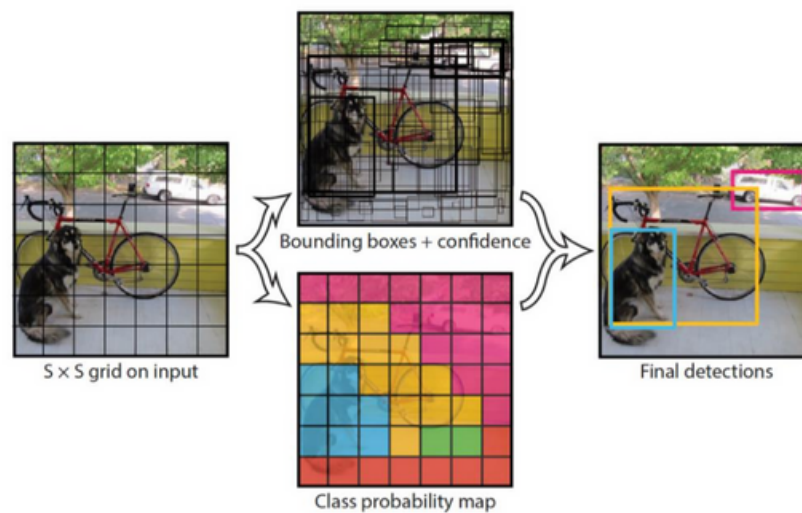 Bounding boxes + confidence
S × S grid on input
Final detections
Class probability map